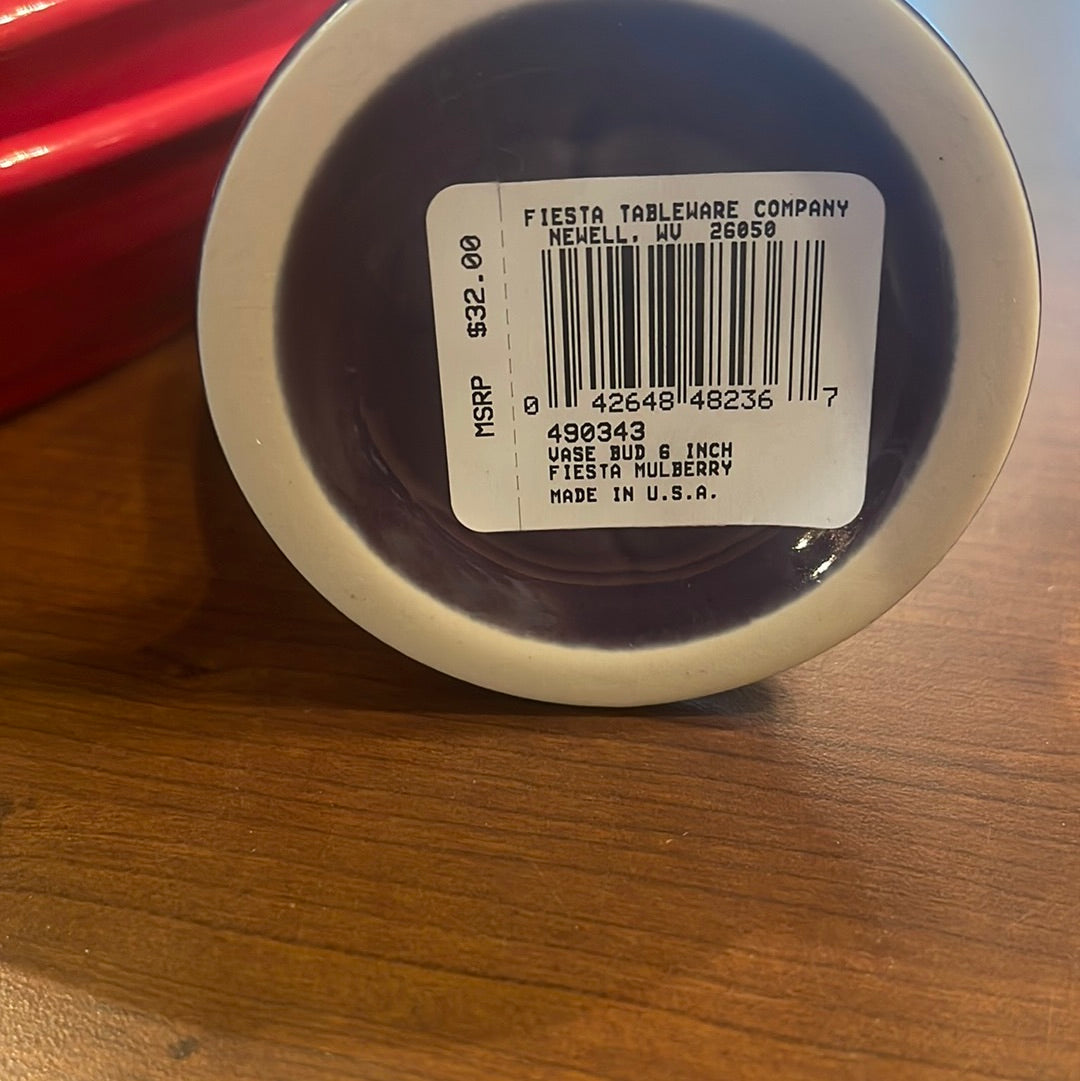 FIESTA TABLEWARE COMPANY
NEWELL, WV 26050
MSRP $32.00
0 42648 48236 7
490343
VASE BUD 6 INCH
FIESTA MULBERRY
MADE IN U.S.A.